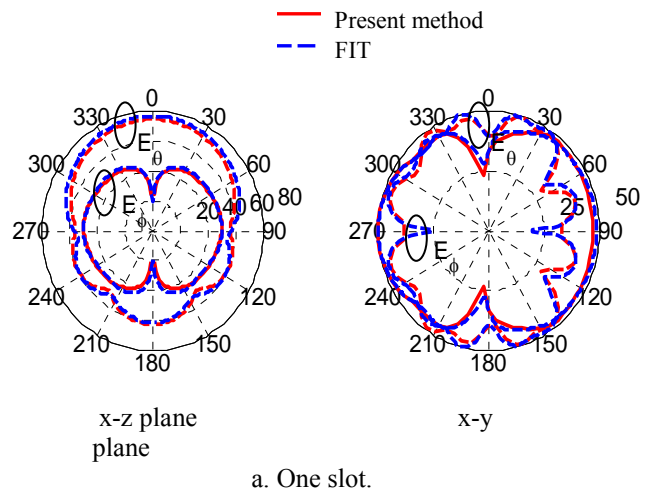 Present method
FIT
0
330 30
300 60
270 90
240 120
210 150
180
20 40 60 80
E θ
E ϕ
0
330 30
300 60
270 90
240 120
210 150
180
25 50
E θ
E ϕ
x-z plane x-y
plane
a. One slot.